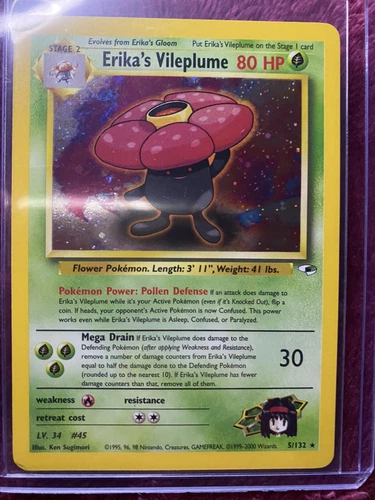 STAGE 2
Evolves from Erika's Gloom
Put Erika's Vileplume on the Stage 1 card
Erika's Vileplume 80 HP
Flower Pokémon. Length: 3' 11", Weight: 41 lbs.
Pokémon Power: Pollen Defense If an attack does damage to
Erika's Vileplume while it's your Active Pokémon (even if it's Knocked Out), flip a
coin. If heads, your opponent's Active Pokémon is now Confused. This power
works even while Erika's Vileplume is Asleep, Confused, or Paralyzed.
Mega Drain If Erika's Vileplume does damage to the
Defending Pokémon (after applying Weakness and Resistance),
remove a number of damage counters from Erika's Vileplume
equal to half the damage done to the Defending Pokémon
(rounded up to the nearest 10). If Erika's Vileplume has fewer
damage counters than that, remove all of them.
30
weakness
resistance
retreat cost
LV. 34 #45
Illus. Ken Sugimori
©1995, 96, 98 Nintendo, Creatures, GAMEFREAK. ©1999-2000 Wizards.
5/132 ★